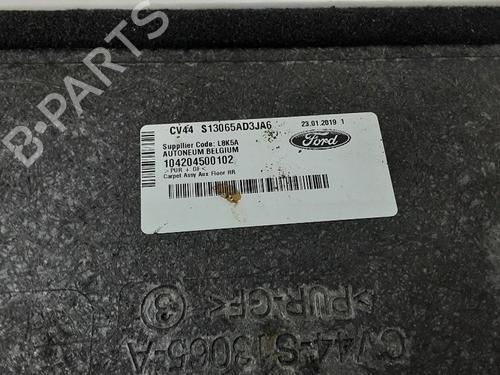 B-PARTS
CV44 S13065AD3JA6
23.01.2019 1
Supplier Code: L8K5A
AUTONEUM BELGIUM
104204500102
>PUR + GF<
Carpet Assy Aux Floor RR
Ford
>PUR-GF< 3
CV44-S13065-A